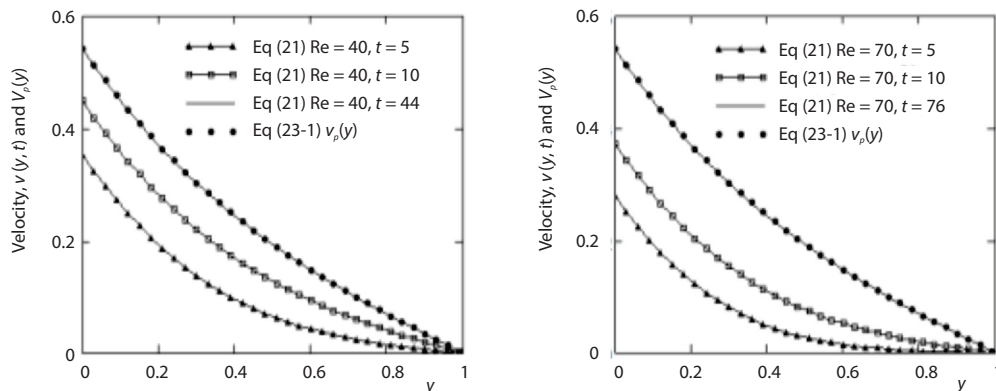 Velocity, v (y, t) and Vp(y)
0.6
0.4
0.2
0
Eq (21) Re = 40, t = 5
Eq (21) Re = 40, t = 10
Eq (21) Re = 40, t = 44
Eq (23-1) vp(y)
0
0.2
0.4
0.6
0.8
1
y
Velocity, v (y, t) and Vp(y)
0.6
0.4
0.2
0
Eq (21) Re = 70, t = 5
Eq (21) Re = 70, t = 10
Eq (21) Re = 70, t = 76
Eq (23-1) vp(y)
0
0.2
0.4
0.6
0.8
1
y